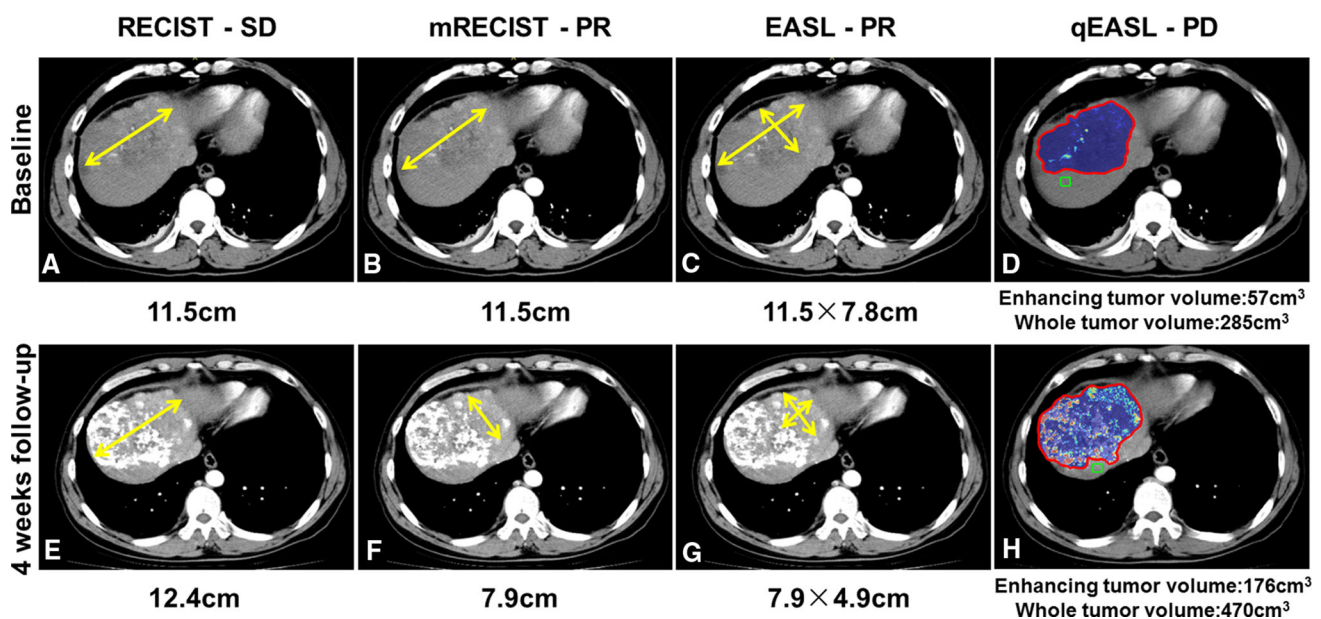 RECIST - SD
mRECIST - PR
EASL - PR
qEASL - PD
Baseline
A
B
C
D
11.5cm
11.5cm
11.5×7.8cm
Enhancing tumor volume:57cm³
Whole tumor volume:285cm³
4 weeks follow-up
E
F
G
H
12.4cm
7.9cm
7.9×4.9cm
Enhancing tumor volume:176cm³
Whole tumor volume:470cm³